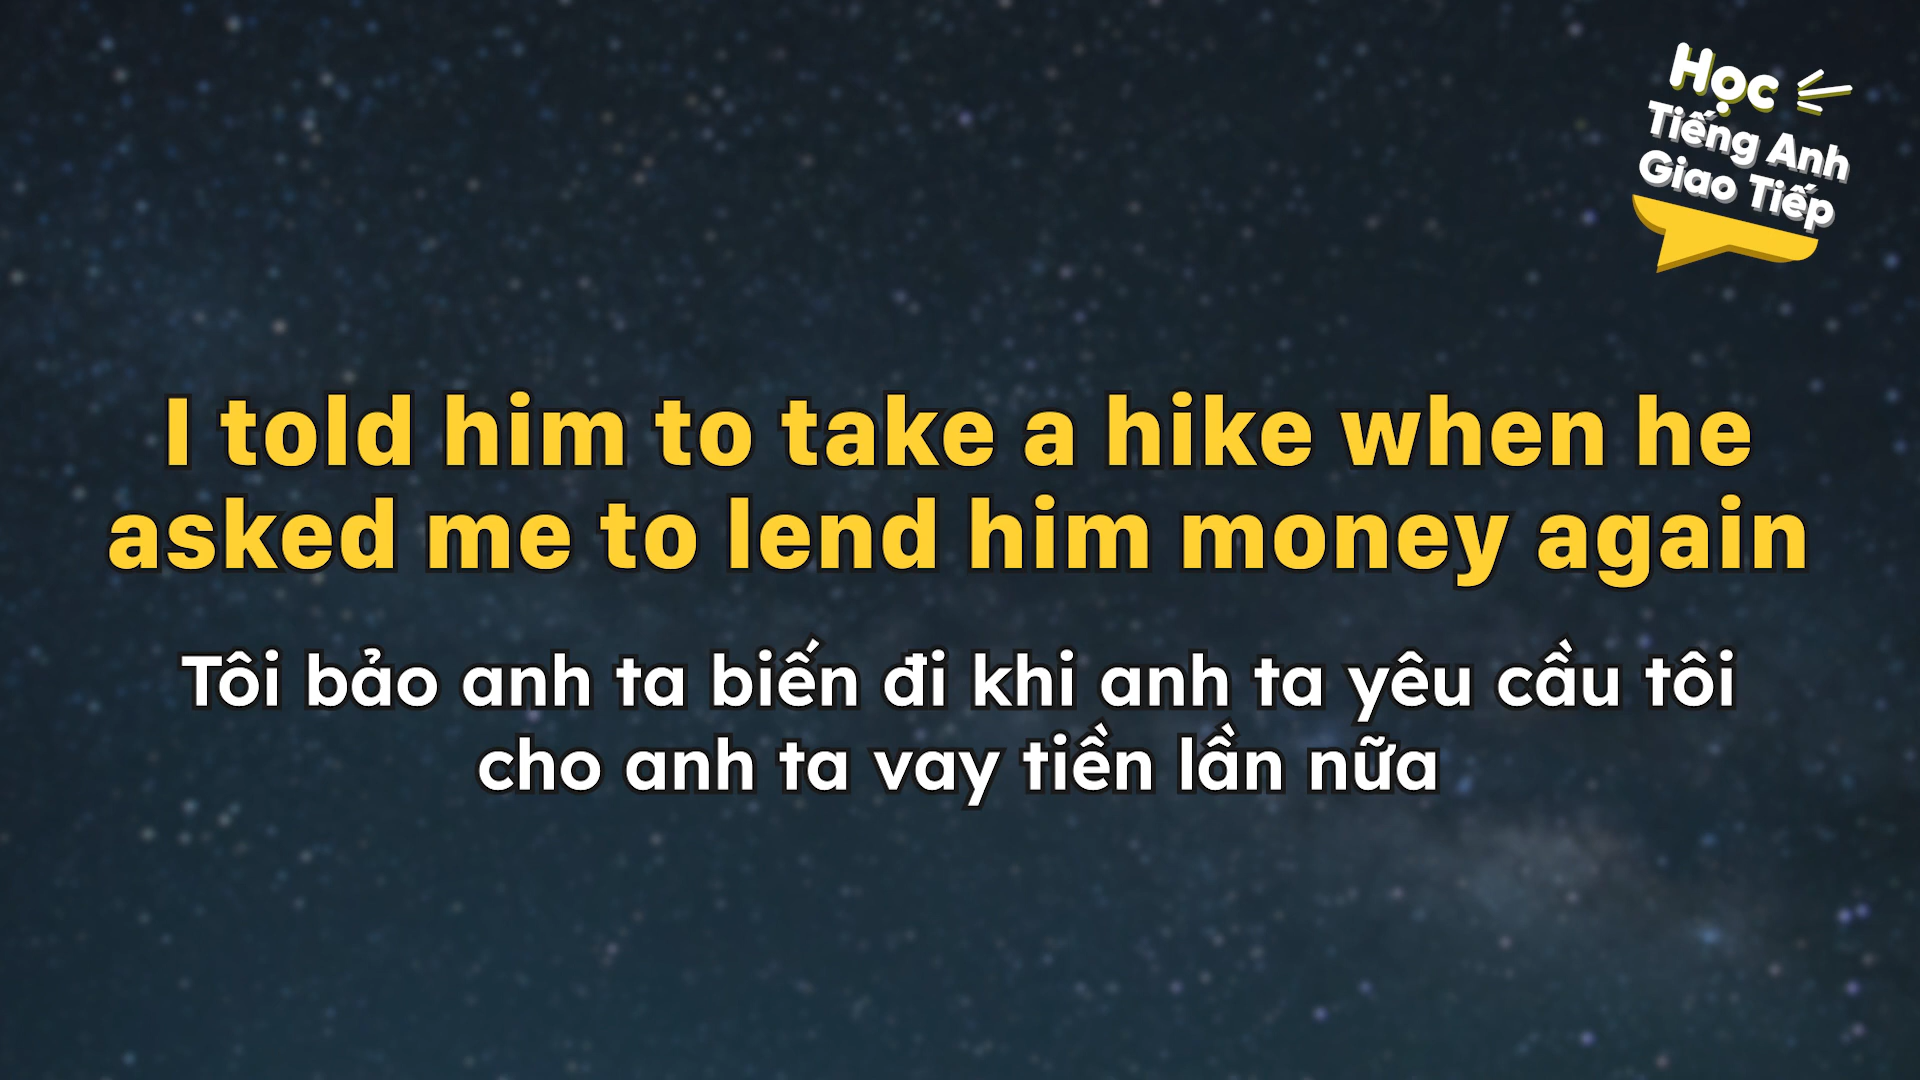 Học
Tiếng Anh
Giao Tiếp
I told him to take a hike when he
asked me to lend him money again
Tôi bảo anh ta biến đi khi anh ta yêu cầu tôi
cho anh ta vay tiền lần nữa